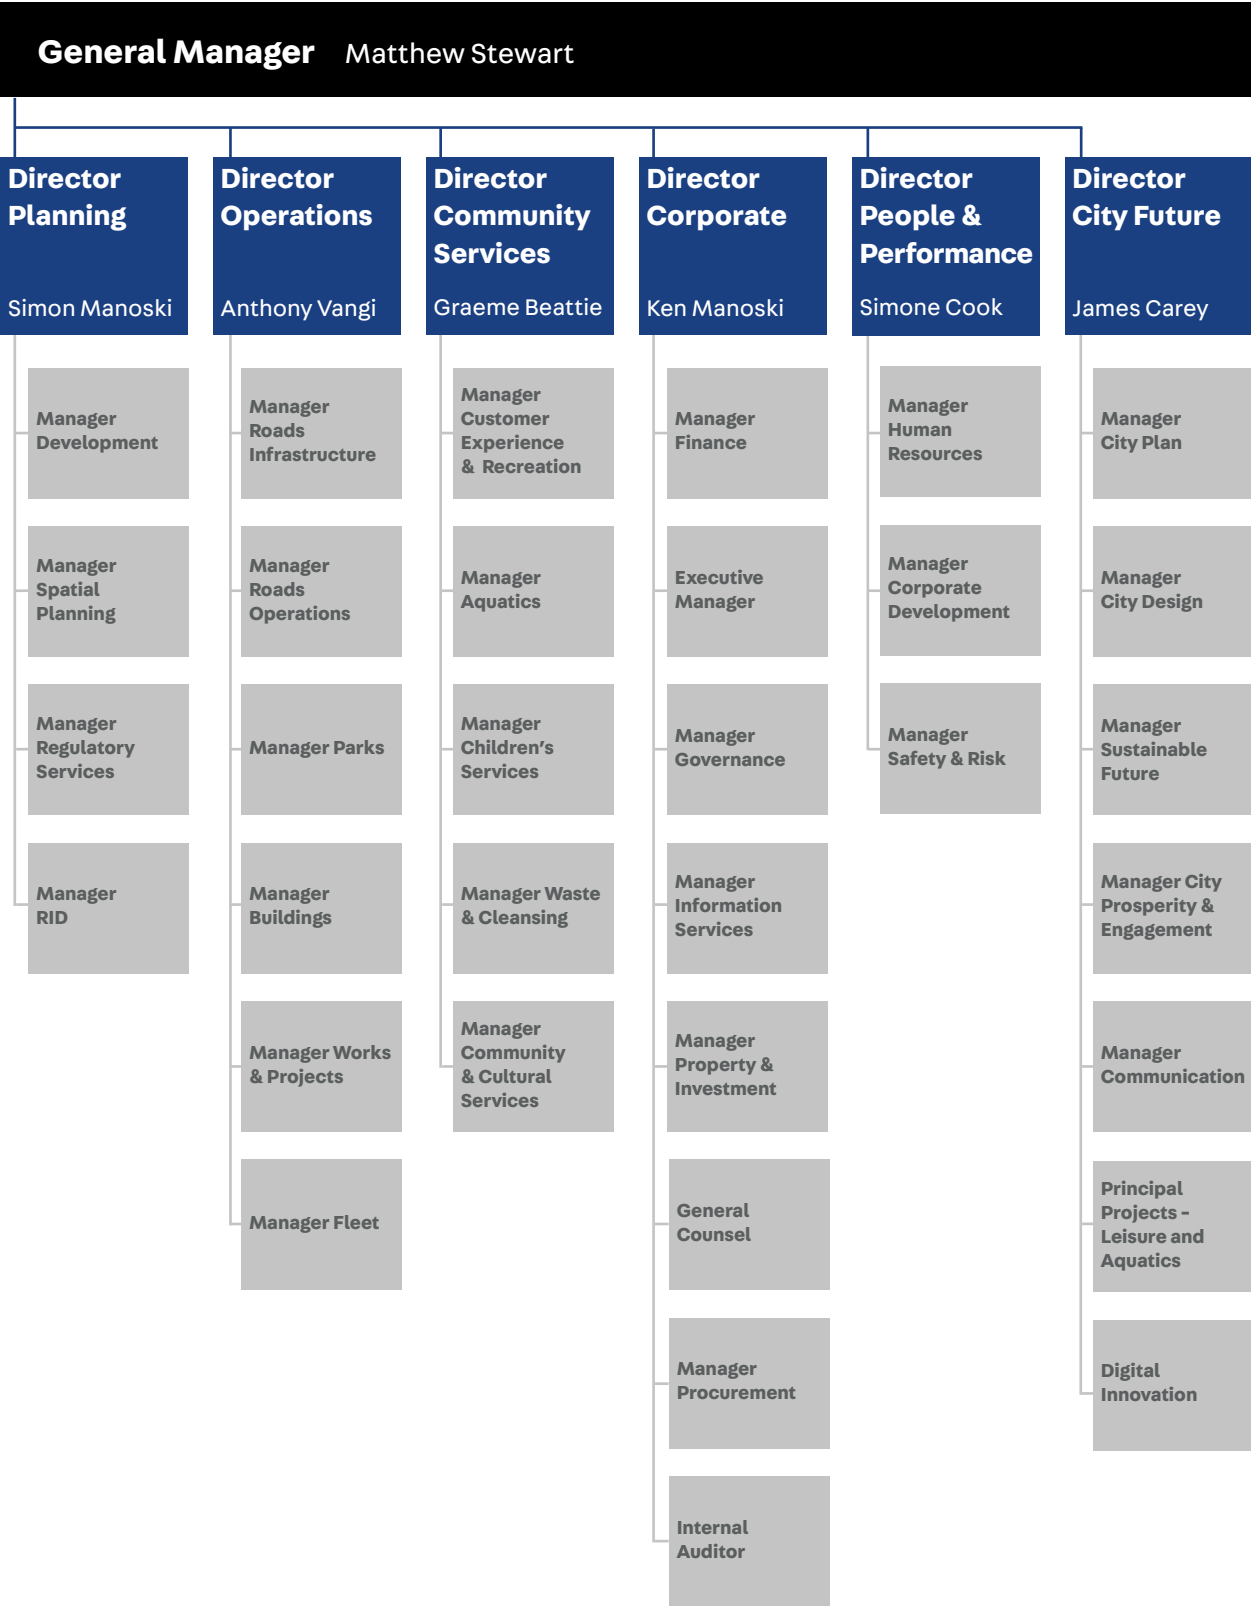 General Manager Matthew Stewart
Director
Planning
Simon Manoski
Manager
Development
Manager
Spatial
Planning
Manager
Regulatory
Services
Manager
RID
Director
Operations
Anthony Vangi
Manager
Roads
Infrastructure
Manager
Roads
Operations
Manager Parks
Manager
Buildings
Manager Works
& Projects
Manager Fleet
Director
Community
Services
Graeme Beattie
Manager
Customer
Experience
& Recreation
Manager
Aquatics
Manager
Children's
Services
Manager Waste
& Cleansing
Manager
Community
& Cultural
Services
Director
Corporate
Ken Manoski
Manager
Finance
Executive
Manager
Manager
Governance
Manager
Information
Services
Manager
Property &
Investment
General
Counsel
Manager
Procurement
Internal
Auditor
Director
People &
Performance
Simone Cook
Manager
Human
Resources
Manager
Corporate
Development
Manager
Safety & Risk
Director
City Future
James Carey
Manager
City Plan
Manager
City Design
Manager
Sustainable
Future
Manager City
Prosperity &
Engagement
Manager
Communication
Principal
Projects -
Leisure and
Aquatics
Digital
Innovation